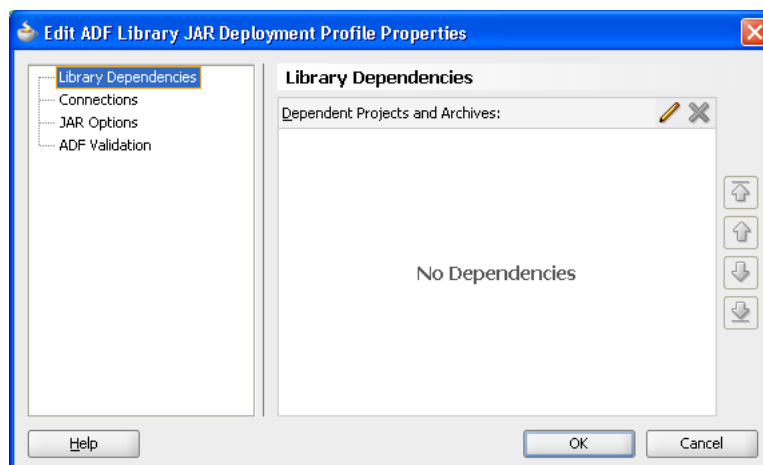 Edit ADF Library JAR Deployment Profile Properties
Library Dependencies
Connections
JAR Options
ADF Validation
Library Dependencies
Dependent Projects and Archives:
No Dependencies
Help
OK
Cancel